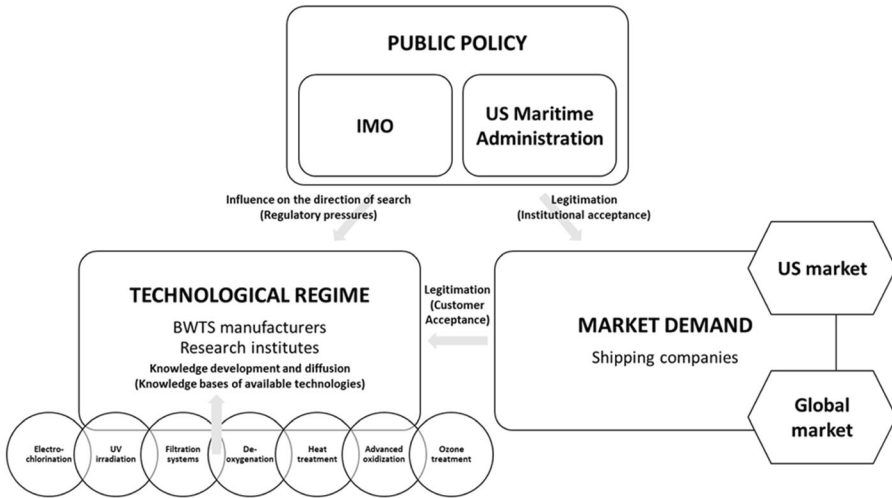 PUBLIC POLICY
IMO
US Maritime
Administration
Influence on the direction of search
(Regulatory pressures)
Legitimation
(Institutional acceptance)
TECHNOLOGICAL REGIME
BWTS manufacturers
Research institutes
Knowledge development and diffusion
(Knowledge bases of available technologies)
Legitimation
(Customer
Acceptance)
MARKET DEMAND
Shipping companies
US market
Global
market
Electro-
chlorination
UV
irradiation
Filtration
systems
De-
oxygenation
Heat
treatment
Advanced
oxidization
Ozone
treatment